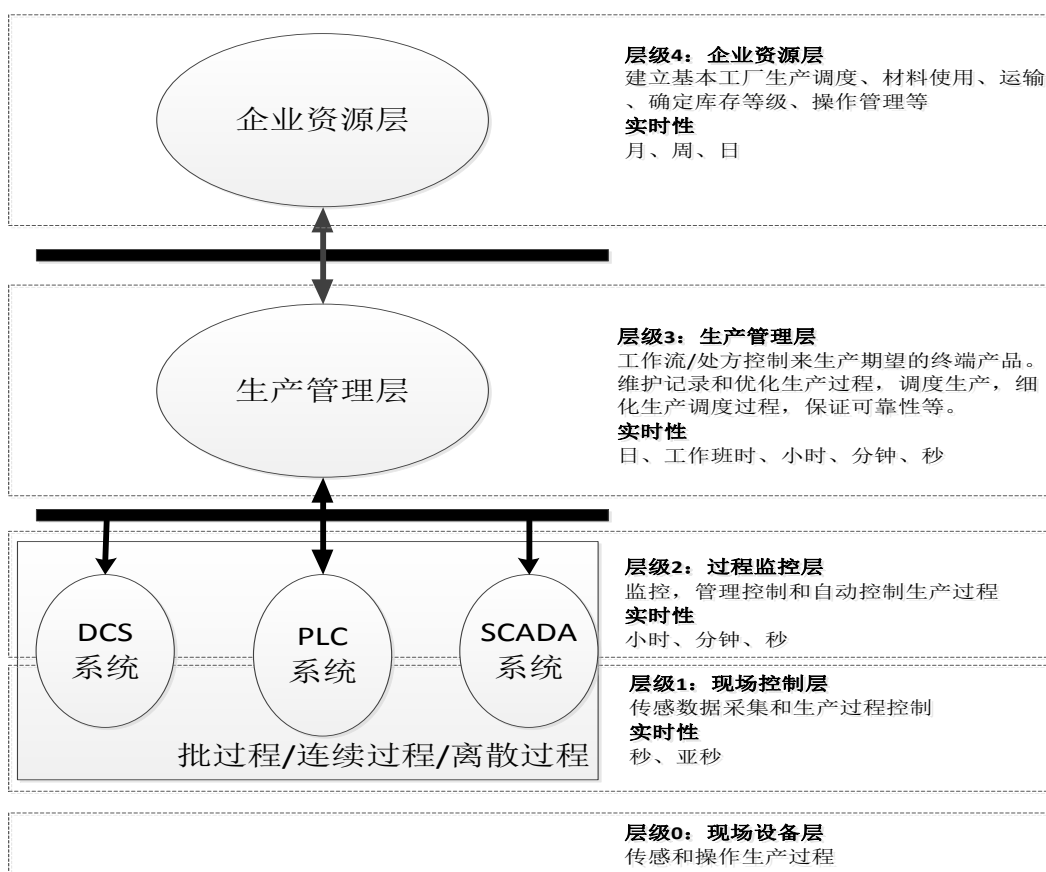 企业资源层
层级4：企业资源层
建立基本工厂生产调度、材料使用、运输
、确定库存等级、操作管理等
实时性
月、周、日
生产管理层
层级3：生产管理层
工作流/处方控制来生产期望的终端产品。
维护记录和优化生产过程，调度生产，细
化生产调度过程，保证可靠性等。
实时性
日、工作班时、小时、分钟、秒
DCS
系统
PLC
系统
SCADA
系统
层级2：过程监控层
监控，管理控制和自动控制生产过程
实时性
小时、分钟、秒
层级1：现场控制层
传感数据采集和生产过程控制
实时性
秒、亚秒
批过程/连续过程/离散过程
层级0：现场设备层
传感和操作生产过程